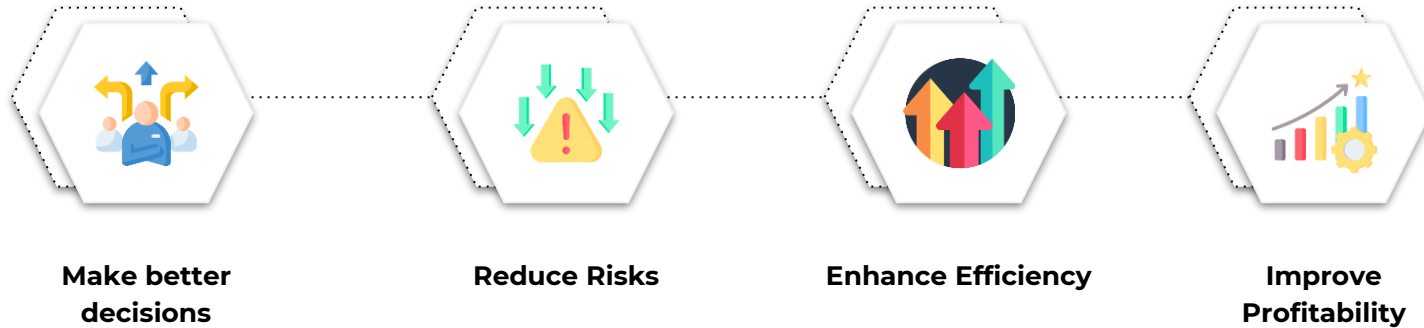 Make better
decisions
Reduce Risks
Enhance Efficiency
Improve
Profitability